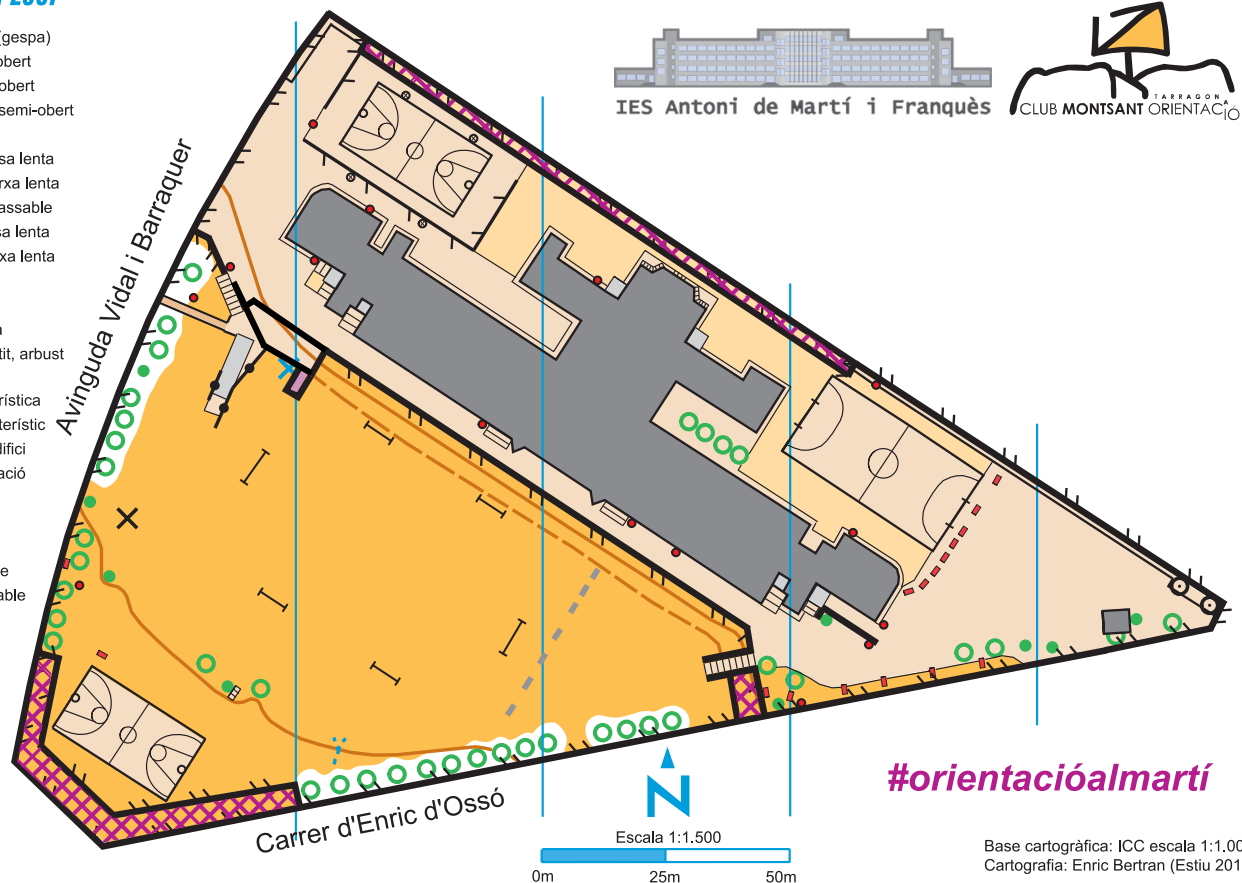 2007
(gespa)
obert
obert
semi-obert
sa lenta
rxa lenta
assable
sa lenta
xa lenta
a
tit, arbust
rística
terístic
difici
ació
e
able
IES Antoni de Martí i Franquès
TARRAGONA
CLUB MONTSANT ORIENTACIÓ
Avinguda Vidal i Barraquer
Carrer d'Enric d'Ossó
N
#orientacióalmartí
Escala 1:1.500
0m 25m 50m
Base cartogràfica: ICC escala 1:1.00
Cartografia: Enric Bertran (Estiu 201